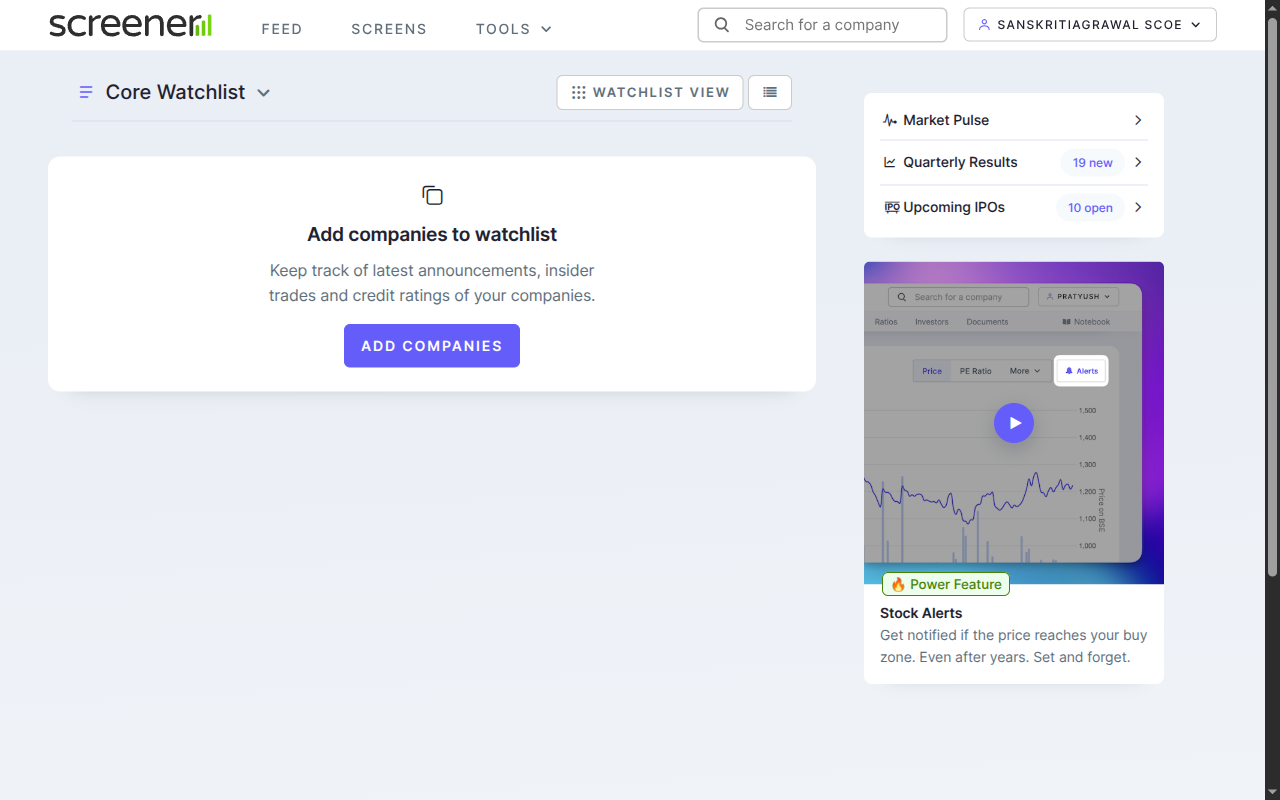 screener
FEED
SCREENS
TOOLS
Search for a company
SANSKRITIAGRAWAL SCOE
Core Watchlist
WATCHLIST VIEW
Add companies to watchlist
Keep track of latest announcements, insider
trades and credit ratings of your companies.
ADD COMPANIES
Market Pulse
Quarterly Results
19 new
IPO
Upcoming IPOs
10 open
Search for a company
PRATYUSH
Ratios
Investors
Documents
Notebook
Price
PE Ratio
More
Alerts
1,500
1,400
1,300
1,200
1,100
1,000
Price on BSE
🔥 Power Feature
Stock Alerts
Get notified if the price reaches your buy
zone. Even after years. Set and forget.